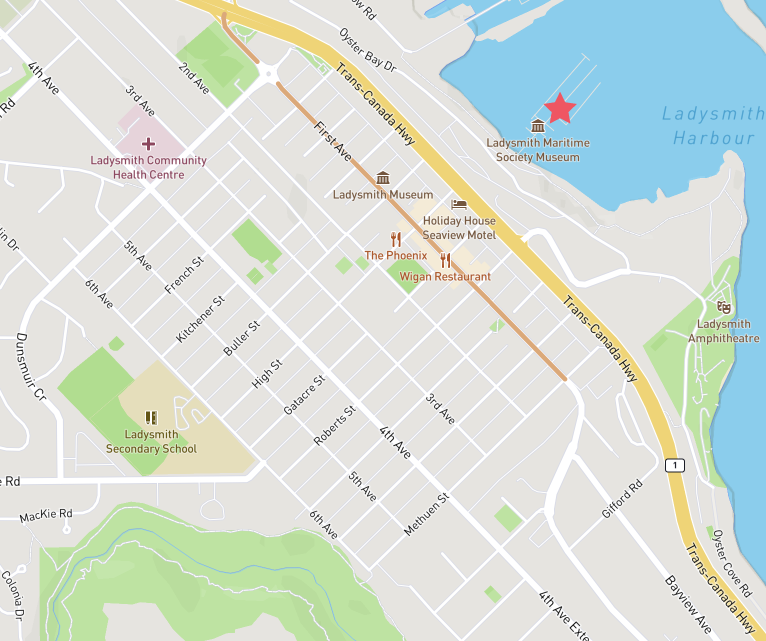 ow Rd
Oyster Bay Dr
4th Ave
2nd Ave
3rd Ave
Trans-Canada Hwy
Rd
First Ave
Ladysmith
Harbour
Ladysmith Maritime
Society Museum
Ladysmith Community
Health Centre
Ladysmith Museum
Holiday House
Seaview Motel
The Phoenix
Wigan Restaurant
lin Dr
5th Ave
French St
6th Ave
Kitchener St
Buller St
Trans-Canada Hwy
Ladysmith
Amphitheatre
Dunsmuir Cr
High St
Gatacre St
Roberts St
3rd Ave
4th Ave
Ladysmith
Secondary School
1
e Rd
5th Ave
Gifford Rd
MacKie Rd
6th Ave
Methuen St
Oyster Cove Rd
Trans-Canada Hwy
Colonia Dr
4th Ave Exte
Bayview Ave